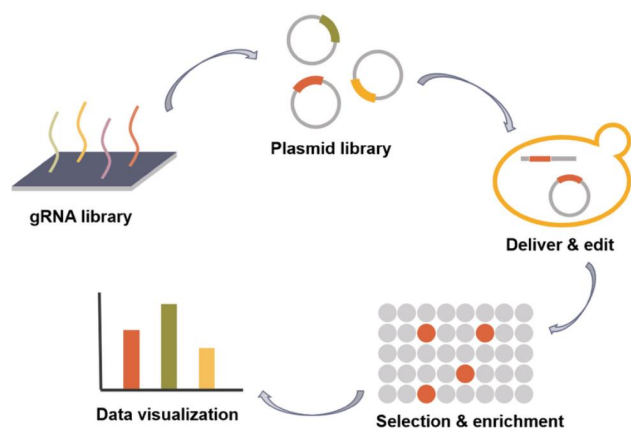 Plasmid library
gRNA library
Deliver & edit
Data visualization
Selection & enrichment